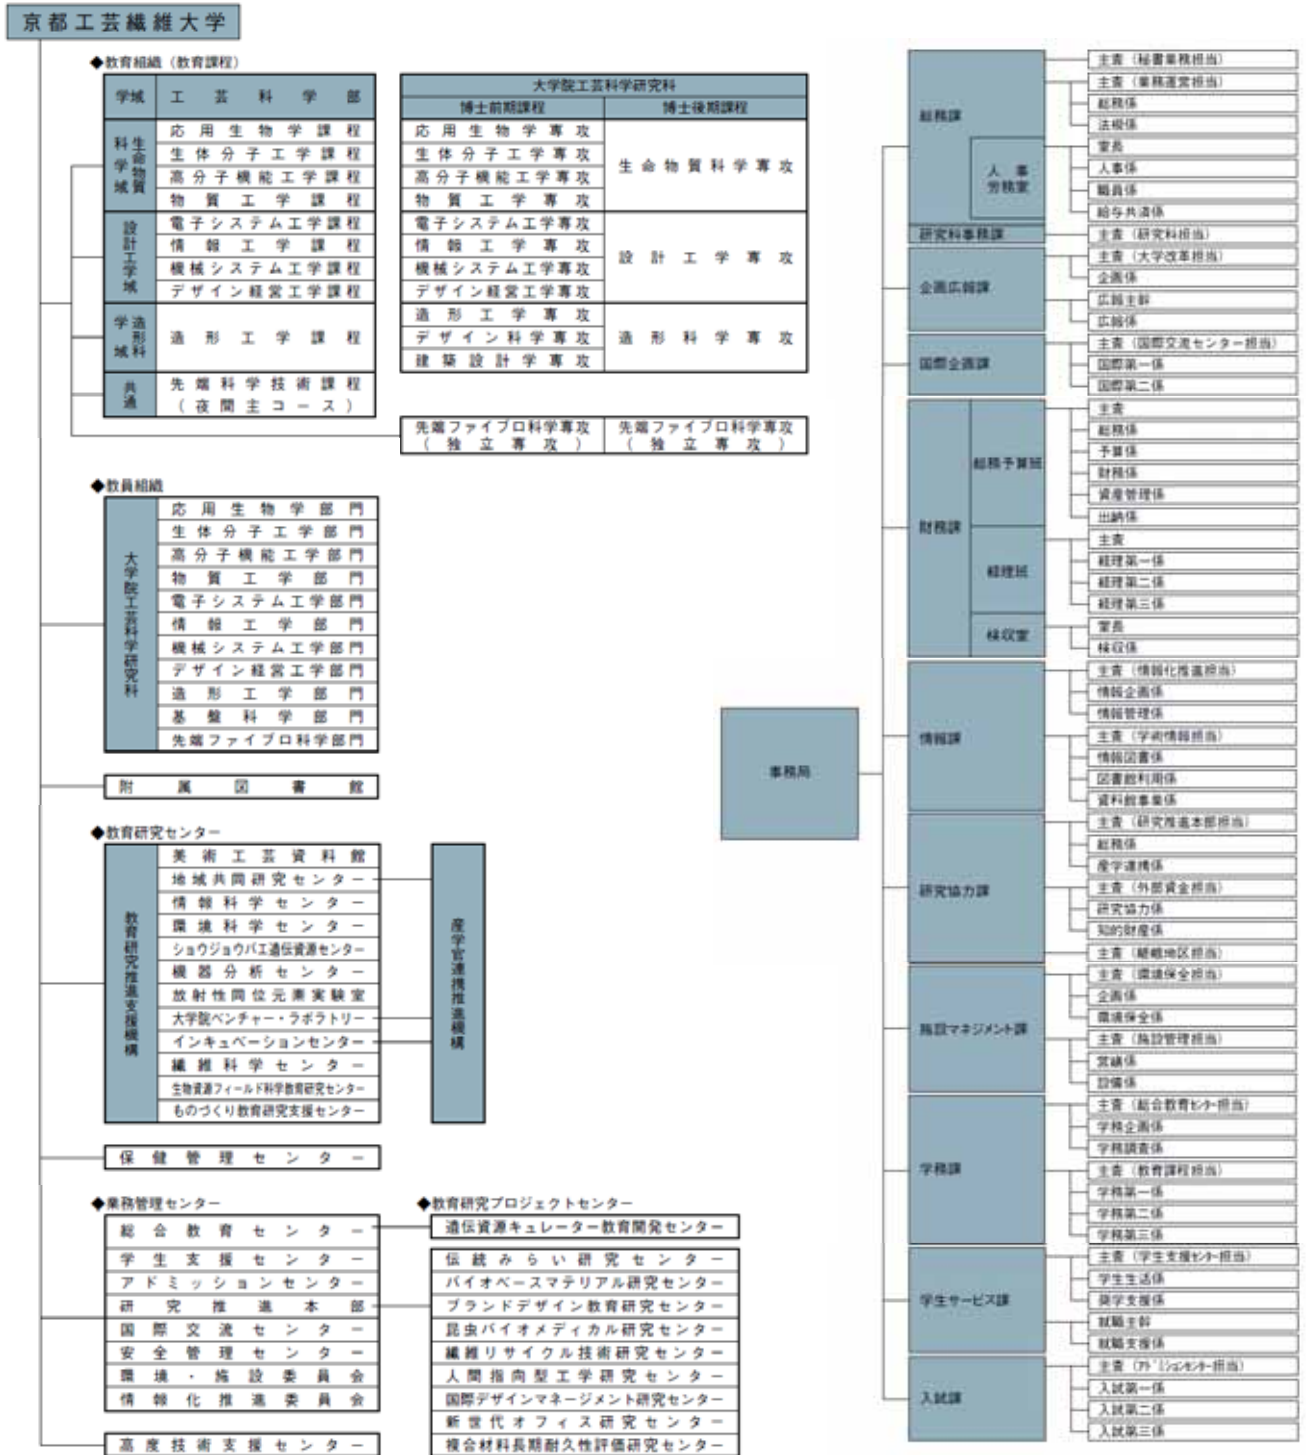 京都工芸繊維大学
◆教育組織（教育課程）
学域
工芸科学部
大学院工芸科学研究科
博士前期課程
博士後期課程
生命物質科学域
応用生物学課程
生体分子工学課程
高分子機能工学課程
物質工学課程
応用生物学専攻
生体分子工学専攻
高分子機能工学専攻
物質工学専攻
生命物質科学専攻
設計工学域
電子システム工学課程
情報工学課程
機械システム工学課程
デザイン経営工学課程
電子システム工学専攻
情報工学専攻
機械システム工学専攻
デザイン経営工学専攻
設計工学専攻
造形科学域
造形工学課程
造形工学専攻
デザイン科学専攻
建築設計学専攻
造形科学専攻
共通
先端科学技術課程
（夜間主コース）
先端ファイブロ科学専攻
（独立専攻）
先端ファイブロ科学専攻
（独立専攻）
◆教員組織
大学院工芸科学研究科
応用生物学部門
生体分子工学部門
高分子機能工学部門
物質工学部門
電子システム工学部門
情報工学部門
機械システム工学部門
デザイン経営工学部門
造形工学部門
基盤科学部門
先端ファイブロ科学部門
附属図書館
◆教育研究センター
教育研究推進支援機構
美術工芸資料館
地域共同研究センター
情報科学センター
環境科学センター
ショウジョウバエ遺伝資源センター
機器分析センター
放射性同位元素実験室
大学院ベンチャー・ラボラトリー
インキュベーションセンター
繊維科学センター
生物資源フィールド科学教育研究センター
ものづくり教育研究支援センター
産学官連携推進機構
保健管理センター
◆業務管理センター
総合教育センター
学生支援センター
アドミッションセンター
研究推進本部
国際交流センター
安全管理センター
環境・施設委員会
情報化推進委員会
高度技術支援センター
◆教育研究プロジェクトセンター
遺伝資源キュレーター教育開発センター
伝統みらい研究センター
バイオベースマテリアル研究センター
ブランドデザイン教育研究センター
昆虫バイオメディカル研究センター
繊維リサイクル技術研究センター
人間指向型工学研究センター
国際デザインマネージメント研究センター
新世代オフィス研究センター
複合材料長期耐久性評価研究センター
事務局
総務課
主査（秘書業務担当）
主査（業務運営担当）
総務係
法規係
人事労務室
室長
人事係
職員係
給与共済係
研究科事務課
主査（研究科担当）
企画広報課
主査（大学改革担当）
企画係
広報主幹
広報係
国際企画課
主査（国際交流センター担当）
国際第一係
国際第二係
財務課
総務予算班
主査
総務係
予算係
財務係
資産管理係
出納係
経理班
主査
経理第一係
経理第二係
経理第三係
検収室
室長
検収係
情報課
主査（情報化推進担当）
情報企画係
情報管理係
主査（学術情報担当）
情報図書係
図書館利用係
資料館事業係
研究協力課
主査（研究推進本部担当）
総務係
産学連携係
主査（外部資金担当）
研究協力係
知的財産係
主査（嵯峨地区担当）
施設マネジメント課
主査（環境保全担当）
企画係
環境保全係
主査（施設管理担当）
営繕係
設備係
学務課
主査（総合教育センター担当）
学務企画係
学務調査係
主査（教育課程担当）
学務第一係
学務第二係
学務第三係
学生サービス課
主査（学生支援センター担当）
学生生活係
奨学支援係
就職主幹
就職支援係
入試課
主査（アドミションセンター担当）
入試第一係
入試第二係
入試第三係